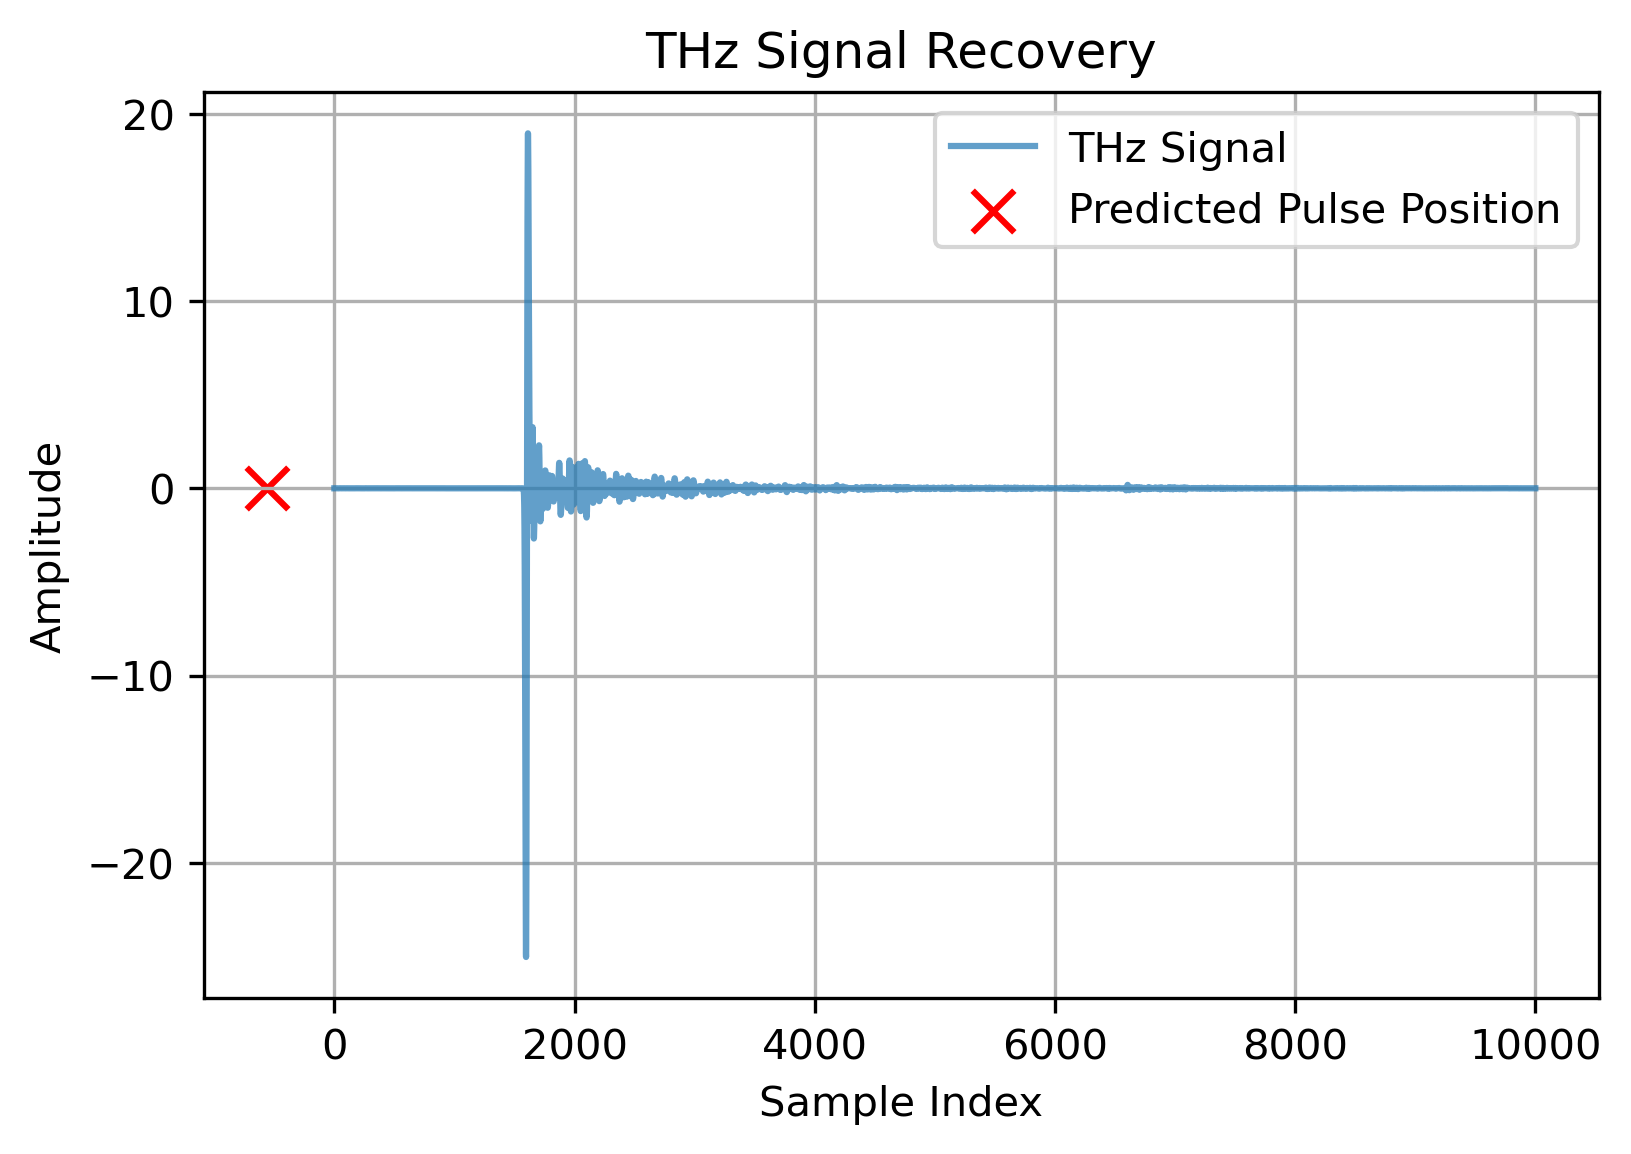 THz Signal Recovery
THz Signal
Predicted Pulse Position
Amplitude
20
10
0
−10
−20
0 2000 4000 6000 8000 10000
Sample Index